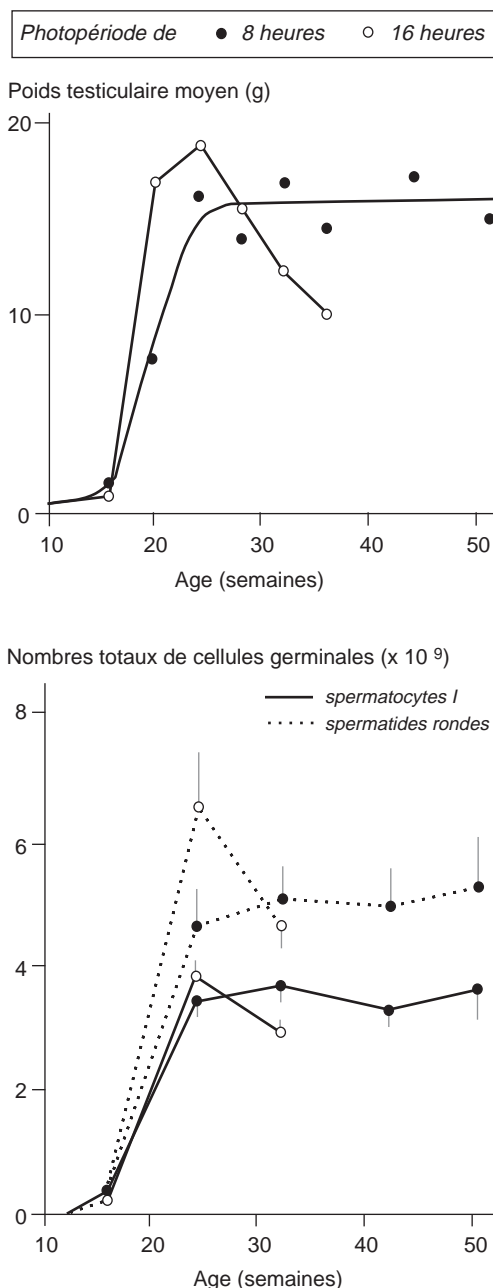 Photopériode de ● 8 heures ○ 16 heures
Poids testiculaire moyen (g)
20
10
0
10 20 30 40 50
Age (semaines)
Nombres totaux de cellules germinales (x 10 ⁹)
spermatocytes I
spermatides rondes
8
6
4
2
0
10 20 30 40 50
Age (semaines)